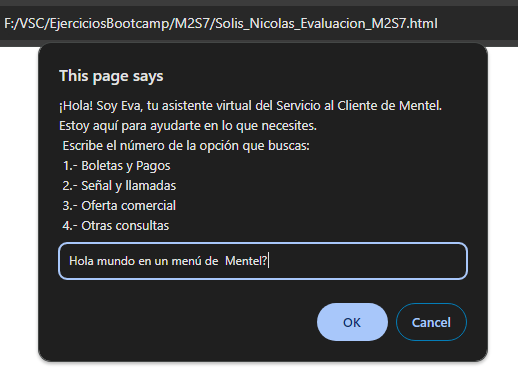 F:/VSC/EjerciciosBootcamp/M2S7/Solis_Nicolas_Evaluacion_M2S7.html
This page says
¡Hola! Soy Eva, tu asistente virtual del Servicio al Cliente de Mentel.
Estoy aquí para ayudarte en lo que necesites.
Escribe el número de la opción que buscas:
1.- Boletas y Pagos
2.- Señal y llamadas
3.- Oferta comercial
4.- Otras consultas
Hola mundo en un menú de  Mentel?
OK Cancel